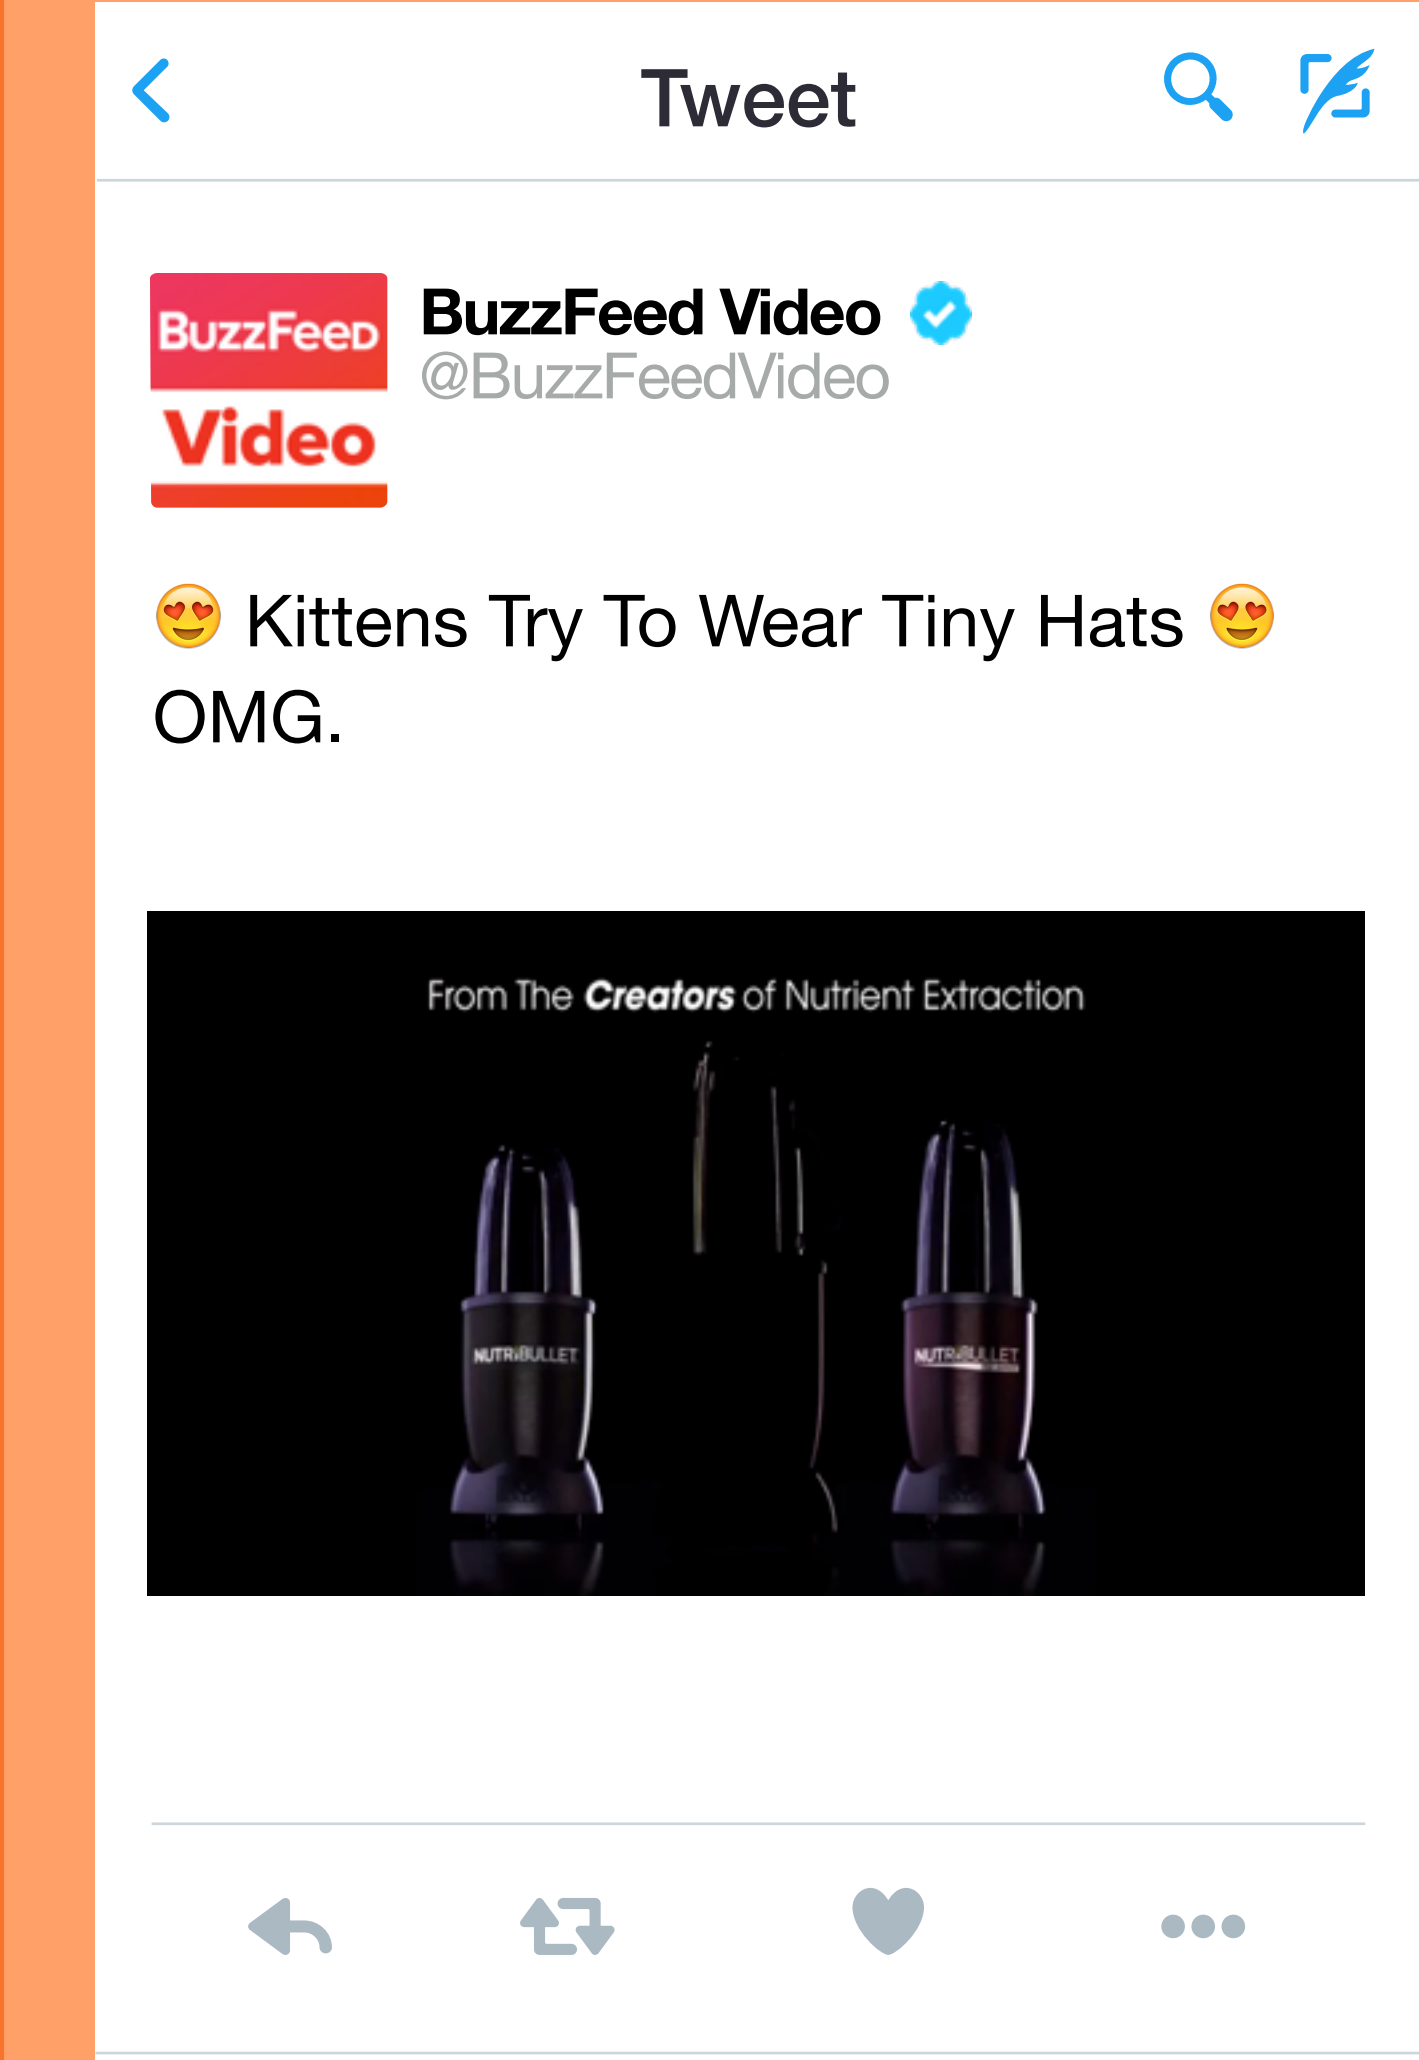 Tweet
BuzzFeed
Video
BuzzFeed Video
@BuzzFeedVideo
😍 Kittens Try To Wear Tiny Hats 😍
OMG.
From The Creators of Nutrient Extraction
NUTRiBULLET
NUTRiBULLET